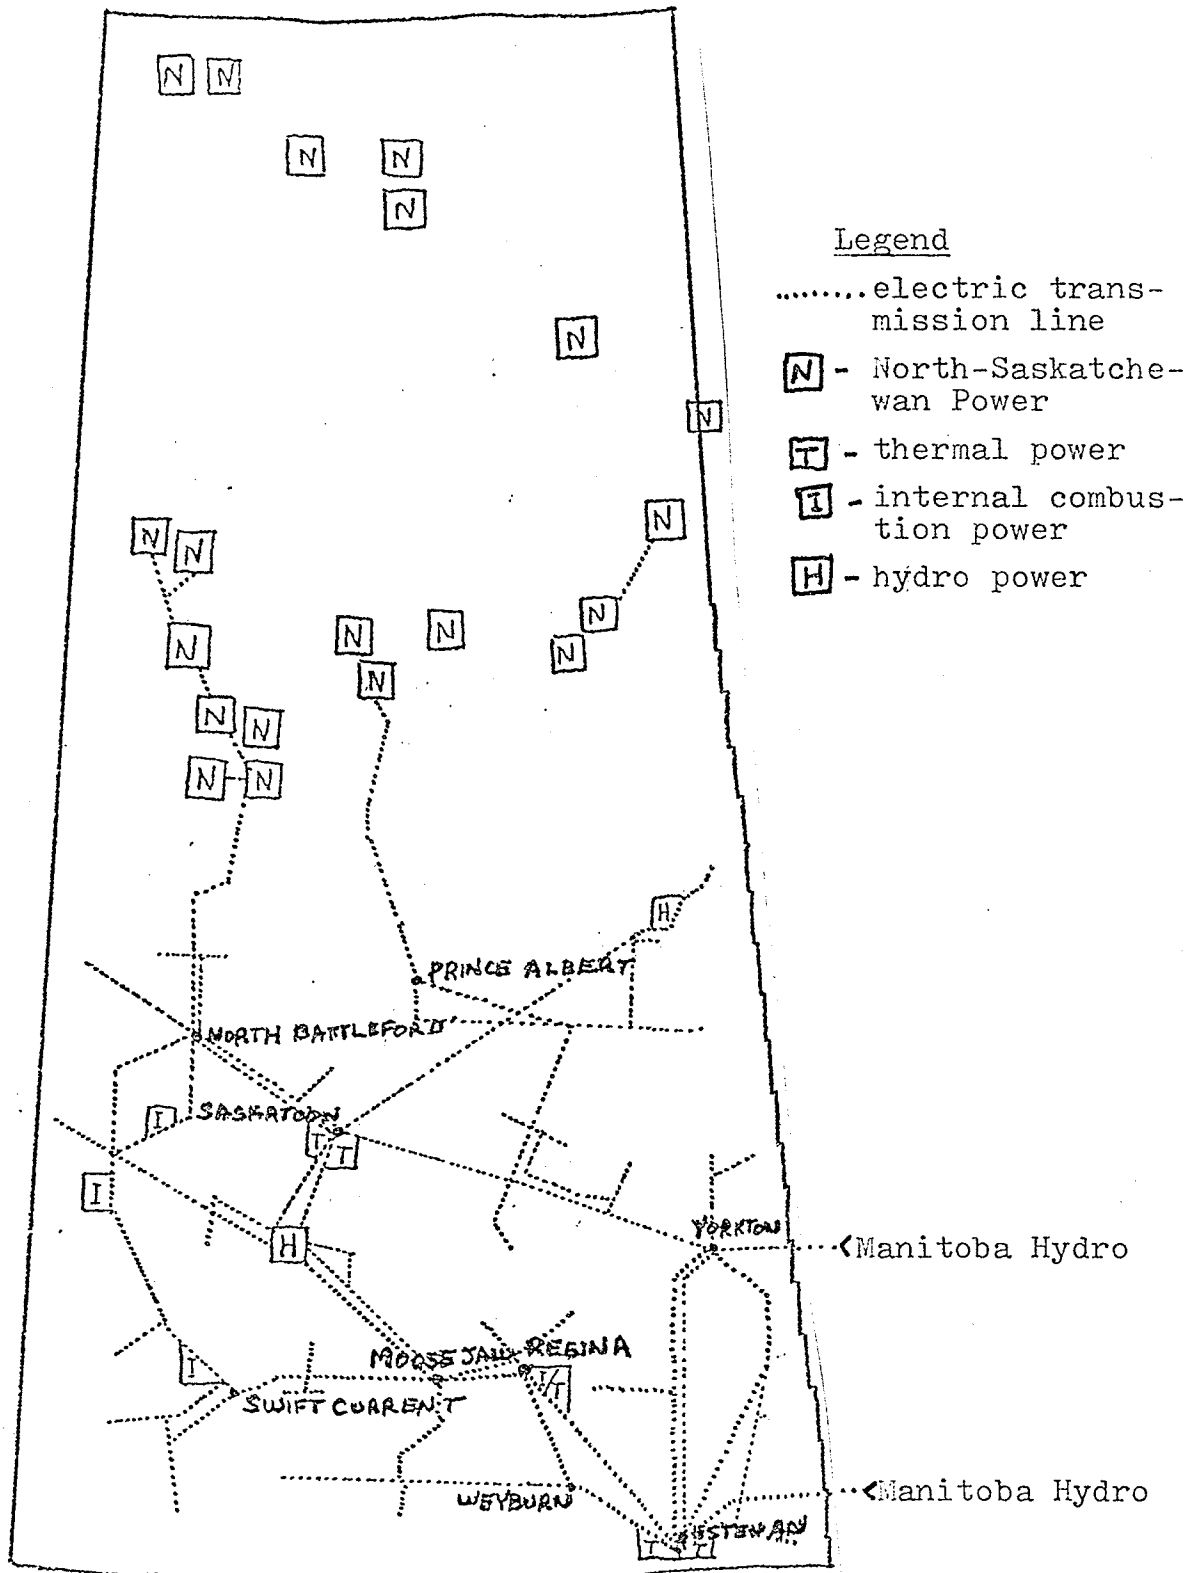 N N
N N
N
Legend
electric trans-
mission line
N
N - North-Saskatche-
wan Power
N
T - thermal power
I - internal combus-
tion power
N
N N
H - hydro power
N
N N
N N
N
N N
N N
H
PRINCE ALBERT
NORTH BATTLEFORD
I SASKATOON
T T
I
YORKTON
H
<Manitoba Hydro
MOOSE JAW REGINA
I
I/T
SWIFT CURRENT
WEYBURN
<Manitoba Hydro
ESTEVAN
T T